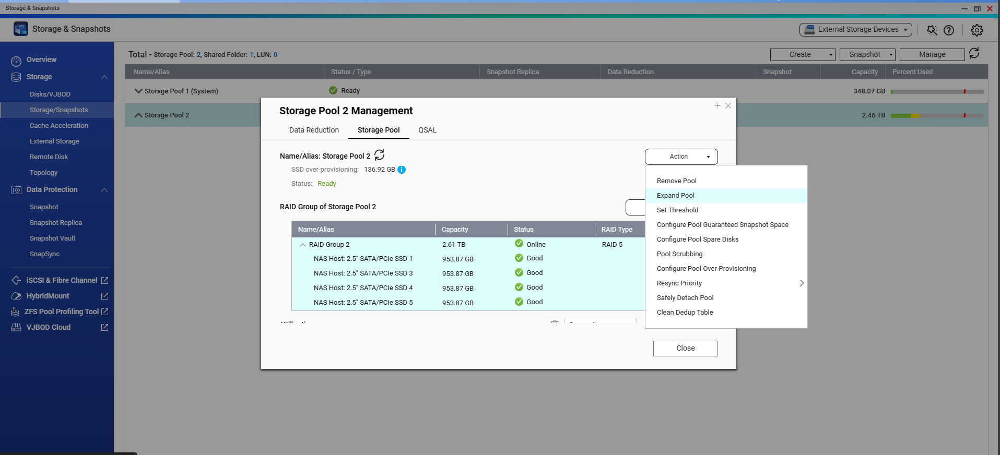 Storage & Snapshots
Storage & Snapshots
External Storage Devices
Overview
Storage
Disks/VJBOD
Storage/Snapshots
Cache Acceleration
External Storage
Remote Disk
Topology
Data Protection
Snapshot
Snapshot Replica
Snapshot Vault
SnapSync
iSCSI & Fibre Channel
HybridMount
ZFS Pool Profiling Tool
VJBOD Cloud
Total - Storage Pool: 2, Shared Folder: 1, LUN: 0
Create
Snapshot
Manage
Name/Alias Status / Type Snapshot Replica Data Reduction Snapshot Capacity Percent Used
Storage Pool 1 (System) Ready 348.07 GB
Storage Pool 2 2.46 TB
Storage Pool 2 Management
Data Reduction Storage Pool QSAL
Name/Alias: Storage Pool 2
SSD over-provisioning: 136.92 GB
Status: Ready
Action
Remove Pool
Expand Pool
Set Threshold
Configure Pool Guaranteed Snapshot Space
Configure Pool Spare Disks
Pool Scrubbing
Configure Pool Over-Provisioning
Resync Priority
Safely Detach Pool
Clean Dedup Table
RAID Group of Storage Pool 2
Name/Alias Capacity Status RAID Type
RAID Group 2 2.61 TB Online RAID 5
NAS Host: 2.5" SATA/PCIe SSD 1 953.87 GB Good
NAS Host: 2.5" SATA/PCIe SSD 3 953.87 GB Good
NAS Host: 2.5" SATA/PCIe SSD 4 953.87 GB Good
NAS Host: 2.5" SATA/PCIe SSD 5 953.87 GB Good
Close